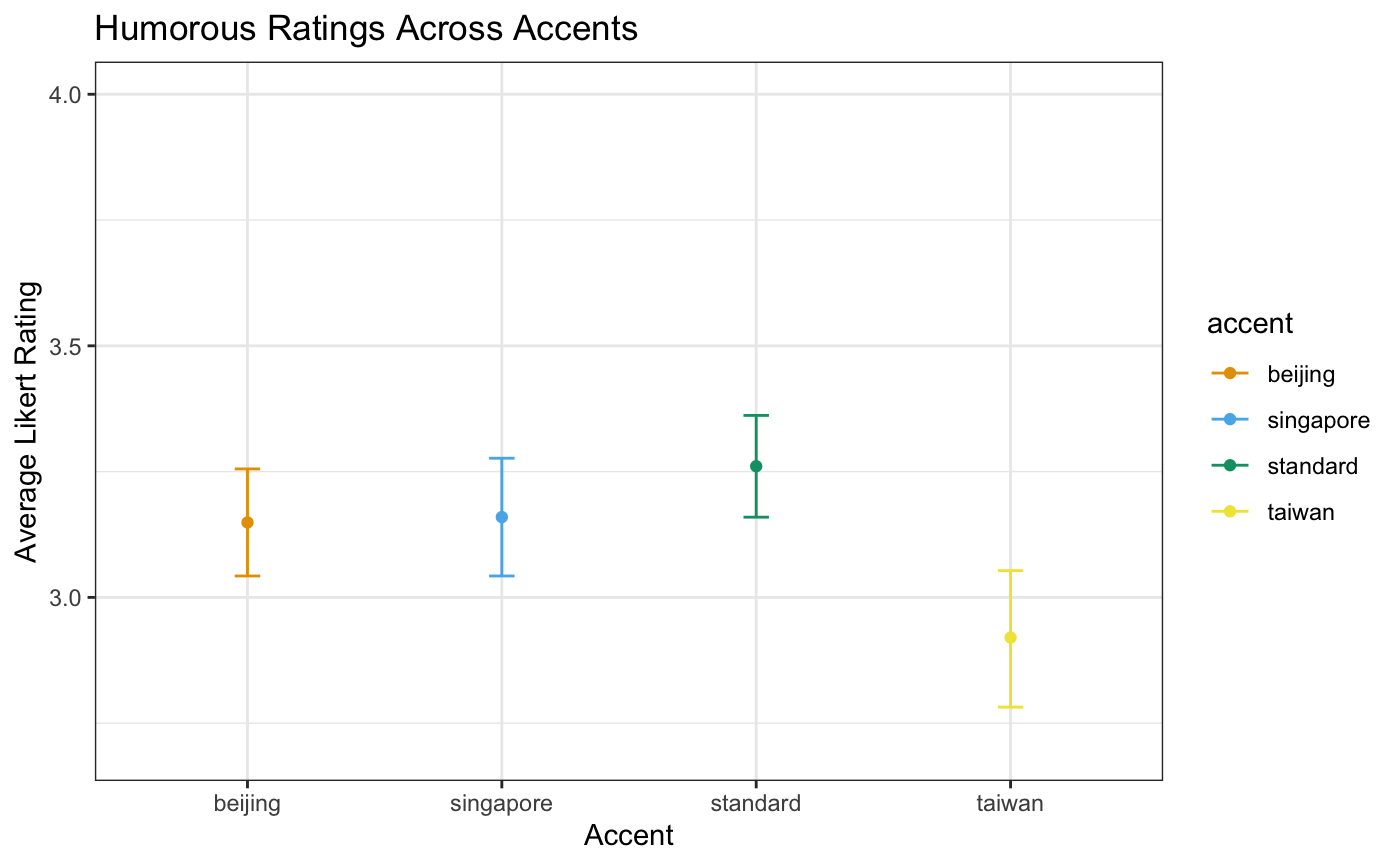 Humorous Ratings Across Accents
Average Likert Rating
4.0
3.5
3.0
beijing
singapore
standard
taiwan
Accent
accent
beijing
singapore
standard
taiwan